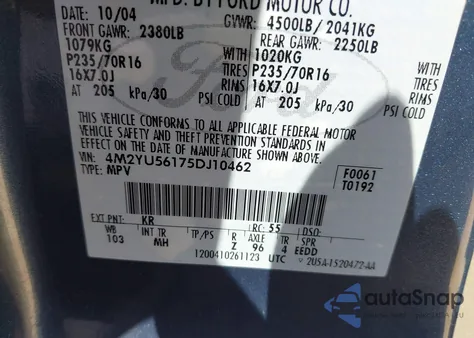 MFD. BY FORD MOTOR CO.
DATE: 10/04 GVWR: 4500LB/ 2041KG
FRONT GAWR: 2380LB REAR GAWR: 2250LB
1079KG WITH 1020KG WITH
P235/70R16 TIRES P235/70R16 TIRES
16X7.0J RIMS 16X7.0J RIMS
AT 205 kPa/30 PSI COLD AT 205 kPa/30 PSI COLD
THIS VEHICLE CONFORMS TO ALL APPLICABLE FEDERAL MOTOR
VEHICLE SAFETY AND THEFT PREVENTION STANDARDS IN
EFFECT ON THE DATE OF MANUFACTURE SHOWN ABOVE.
VIN: 4M2YU56175DJ10462
TYPE: MPV
F0061
T0192
EXT PNT: KR RC: 55 DSO:
WB INT TR TP/PS R AXLE TR SPR
103 MH Z 96 4 EEDD
1200410261123 UTC
Ford
autoSnap